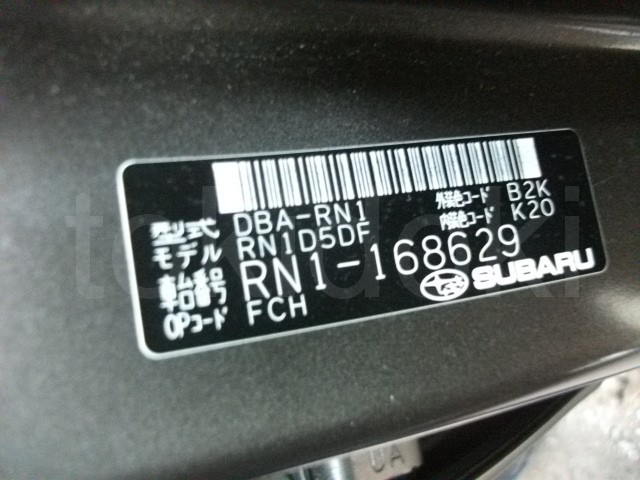 型式 DBA-RN1 外装色コード B2K
モデル RN1D5DF 内装色コード K20
車台番号 RN1-168629
OPコード FCH SUBARU